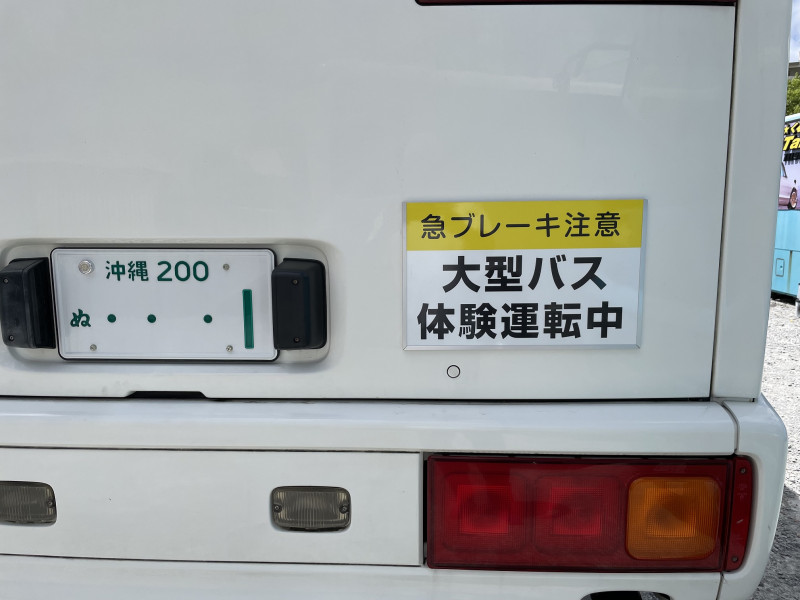 沖縄 200
ぬ ・・ ・1
急ブレーキ注意
大型バス
体験運転中